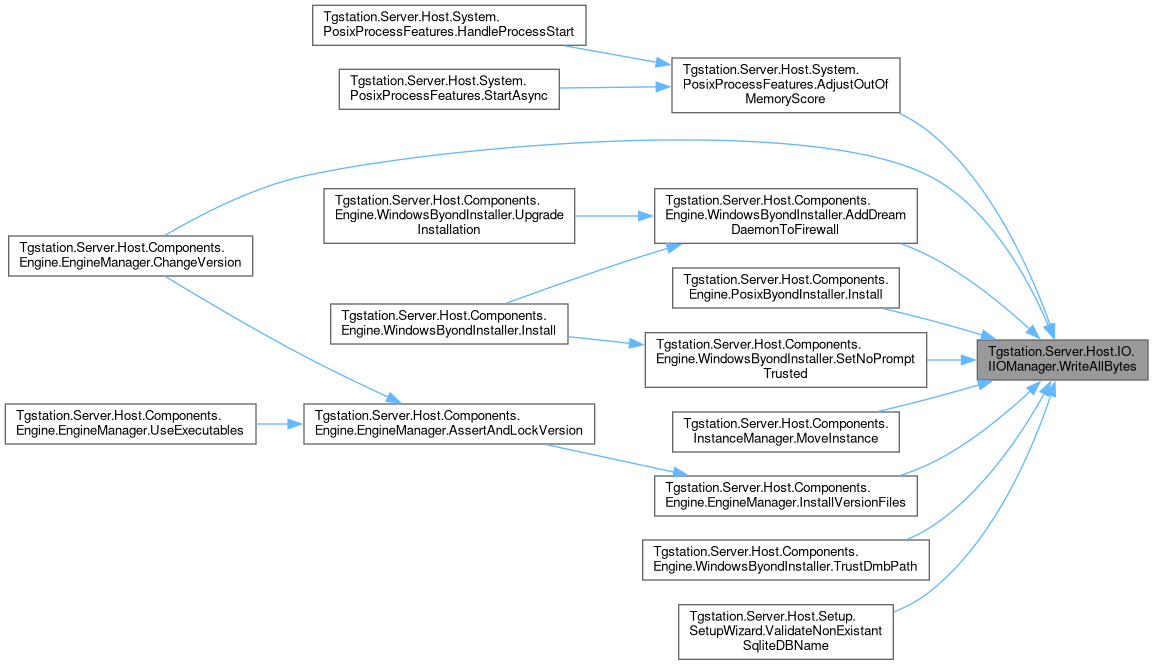 Tgstation.Server.Host.System.
PosixProcessFeatures.HandleProcessStart
Tgstation.Server.Host.System.
PosixProcessFeatures.StartAsync
Tgstation.Server.Host.System.
PosixProcessFeatures.AdjustOutOf
MemoryScore
Tgstation.Server.Host.Components.
Engine.WindowsByondInstaller.Upgrade
Installation
Tgstation.Server.Host.Components.
Engine.WindowsByondInstaller.AddDream
DaemonToFirewall
Tgstation.Server.Host.Components.
Engine.EngineManager.ChangeVersion
Tgstation.Server.Host.Components.
Engine.PosixByondInstaller.Install
Tgstation.Server.Host.Components.
Engine.WindowsByondInstaller.Install
Tgstation.Server.Host.Components.
Engine.WindowsByondInstaller.SetNoPrompt
Trusted
Tgstation.Server.Host.IO.
IIOManager.WriteAllBytes
Tgstation.Server.Host.Components.
Engine.EngineManager.UseExecutables
Tgstation.Server.Host.Components.
Engine.EngineManager.AssertAndLockVersion
Tgstation.Server.Host.Components.
InstanceManager.MoveInstance
Tgstation.Server.Host.Components.
Engine.EngineManager.InstallVersionFiles
Tgstation.Server.Host.Components.
Engine.WindowsByondInstaller.TrustDmbPath
Tgstation.Server.Host.Setup.
SetupWizard.ValidateNonExistant
SqliteDBName